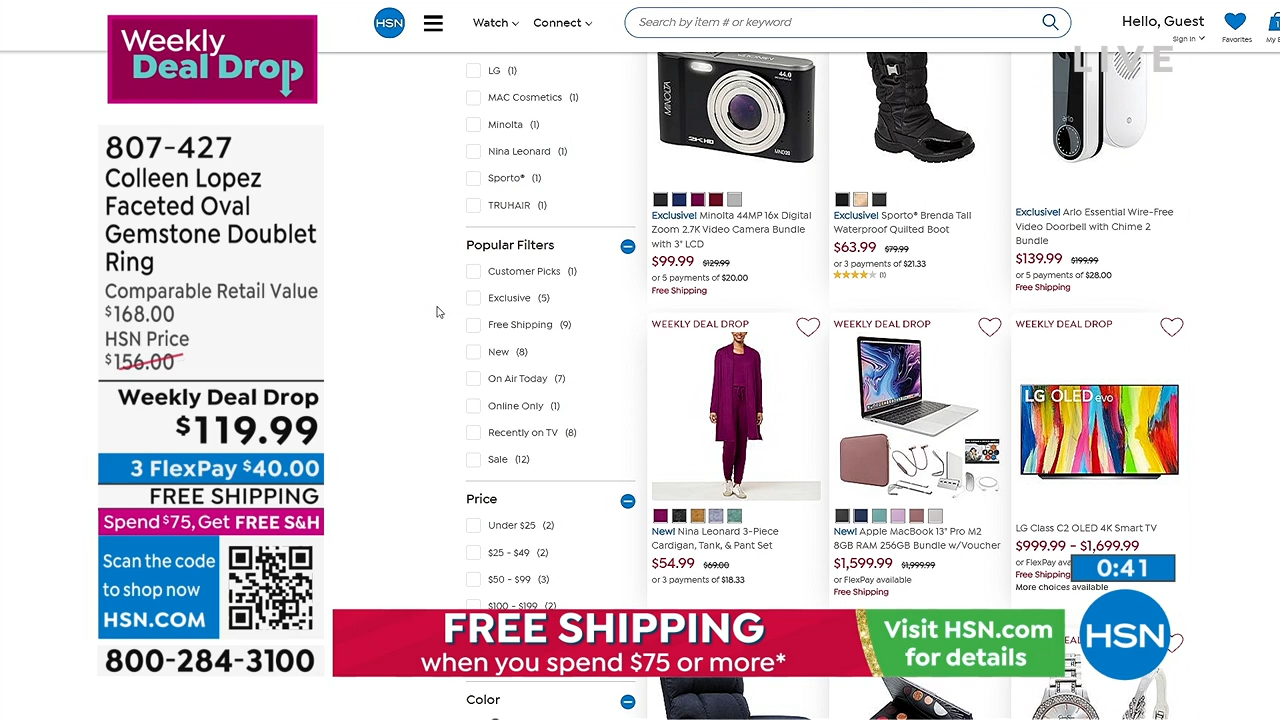 Weekly
Deal Drop
807-427
Colleen Lopez
Faceted Oval
Gemstone Doublet
Ring
Comparable Retail Value
$168.00
HSN Price
$156.00
Weekly Deal Drop
$119.99
3 FlexPay $40.00
FREE SHIPPING
Spend $75, Get FREE S&H
Scan the code
to shop now
HSN.COM
800-284-3100
HSN
Watch
Connect
Search by item # or keyword
Hello, Guest
Sign In
Favorites
My
LIVE
LG (1)
MAC Cosmetics (1)
Minolta (1)
Nina Leonard (1)
Sporto® (1)
TRUHAIR (1)
Popular Filters
Customer Picks (1)
Exclusive (5)
Free Shipping (9)
New (8)
On Air Today (7)
Online Only (1)
Recently on TV (8)
Sale (12)
Price
Under $25 (2)
$25 - $49 (2)
$50 - $99 (3)
$100 - $199 (2)
Color
44.0
MINOLTA
MND35
Exclusive! Minolta 44MP 16x Digital
Zoom 2.7K Video Camera Bundle
with 3" LCD
$99.99 $129.99
or 5 payments of $20.00
Free Shipping
Exclusive! Sporto® Brenda Tall
Waterproof Quilted Boot
$63.99 $79.99
or 3 payments of $21.33
(1)
arlo
Exclusive! Arlo Essential Wire-Free
Video Doorbell with Chime 2
Bundle
$139.99 $199.99
or 5 payments of $28.00
Free Shipping
WEEKLY DEAL DROP
New! Nina Leonard 3-Piece
Cardigan, Tank, & Pant Set
$54.99 $69.00
or 3 payments of $18.33
WEEKLY DEAL DROP
New! Apple MacBook 13" Pro M2
8GB RAM 256GB Bundle w/Voucher
$1,599.99 $1,999.99
or FlexPay available
Free Shipping
WEEKLY DEAL DROP
LG OLED evo
LG Class C2 OLED 4K Smart TV
$999.99 - $1,699.99
or FlexPay
Free Shipping
More choices available
0:41
FREE SHIPPING
when you spend $75 or more*
Visit HSN.com
for details
HSN